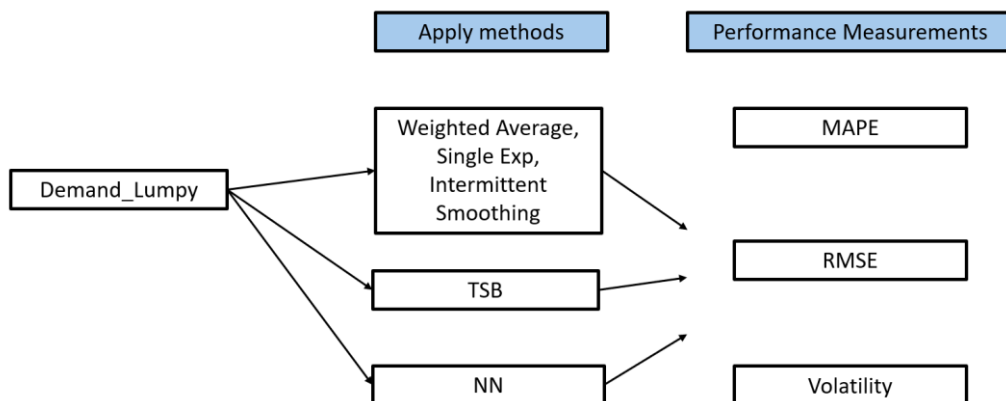 Apply methods
Performance Measurements
Weighted Average,
Single Exp,
Intermittent
Smoothing
MAPE
Demand_Lumpy
RMSE
TSB
NN
Volatility